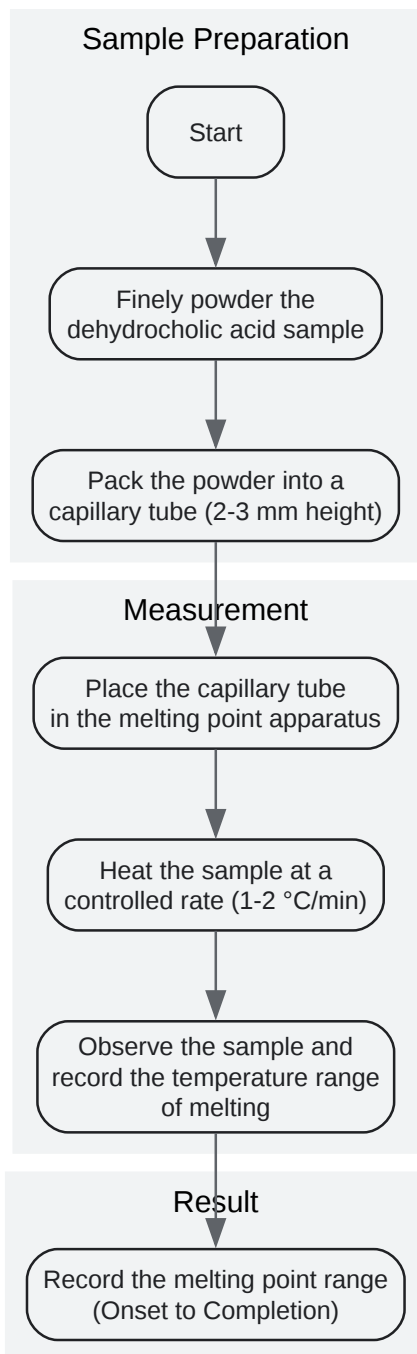 Sample Preparation
Start
Finely powder the
dehydrocholic acid sample
Pack the powder into a
capillary tube (2-3 mm height)
Measurement
Place the capillary tube
in the melting point apparatus
Heat the sample at a
controlled rate (1-2 °C/min)
Observe the sample and
record the temperature range
of melting
Result
Record the melting point range
(Onset to Completion)